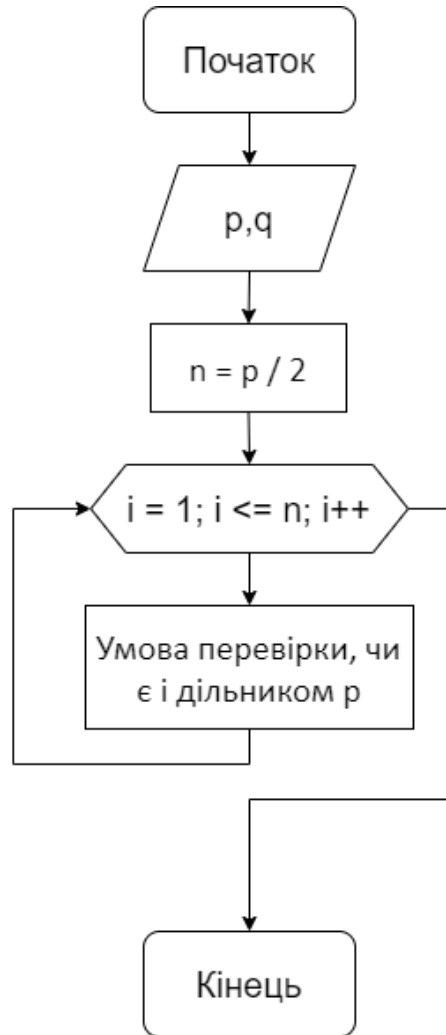 Початок
p,q
n = p / 2
i = 1; i <= n; i++
Умова перевірки, чи
є i дільником p
Кінець